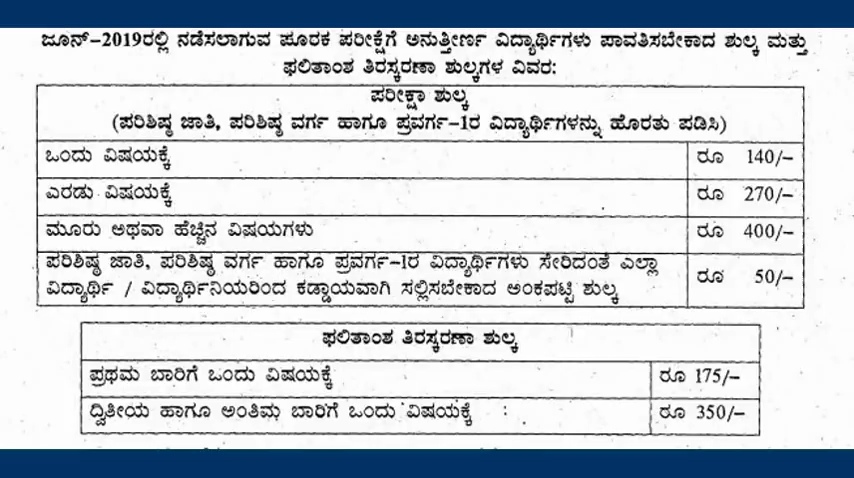 ಜೂನ್-2019ರಲ್ಲಿ ನಡೆಸಲಾಗುವ ಪೂರಕ ಪರೀಕ್ಷೆಗೆ ಅನುತ್ತೀರ್ಣ ವಿದ್ಯಾರ್ಥಿಗಳು ಪಾವತಿಸಬೇಕಾದ ಶುಲ್ಕ ಮತ್ತು
ಫಲಿತಾಂಶ ತಿರಸ್ಕರಣಾ ಶುಲ್ಕಗಳ ವಿವರ:
ಪರೀಕ್ಷಾ ಶುಲ್ಕ
(ಪರಿಶಿಷ್ಠ ಜಾತಿ, ಪರಿಶಿಷ್ಠ ವರ್ಗ ಹಾಗೂ ಪ್ರವರ್ಗ-1ರ ವಿದ್ಯಾರ್ಥಿಗಳನ್ನು ಹೊರತು ಪಡಿಸಿ)
ಒಂದು ವಿಷಯಕ್ಕೆ ರೂ 140/-
ಎರಡು ವಿಷಯಕ್ಕೆ ರೂ 270/-
ಮೂರು ಅಥವಾ ಹೆಚ್ಚಿನ ವಿಷಯಗಳು ರೂ 400/-
ಪರಿಶಿಷ್ಠ ಜಾತಿ, ಪರಿಶಿಷ್ಠ ವರ್ಗ ಹಾಗೂ ಪ್ರವರ್ಗ-1ರ ವಿದ್ಯಾರ್ಥಿಗಳು ಸೇರಿದಂತೆ ಎಲ್ಲಾ
ವಿದ್ಯಾರ್ಥಿ / ವಿದ್ಯಾರ್ಥಿನಿಯರಿಂದ ಕಡ್ಡಾಯವಾಗಿ ಸಲ್ಲಿಸಬೇಕಾದ ಅಂಕಪಟ್ಟಿ ಶುಲ್ಕ ರೂ 50/-
ಫಲಿತಾಂಶ ತಿರಸ್ಕರಣಾ ಶುಲ್ಕ
ಪ್ರಥಮ ಬಾರಿಗೆ ಒಂದು ವಿಷಯಕ್ಕೆ ರೂ 175/-
ದ್ವಿತೀಯ ಹಾಗೂ ಅಂತಿಮ ಬಾರಿಗೆ ಒಂದು ವಿಷಯಕ್ಕೆ : ರೂ 350/-